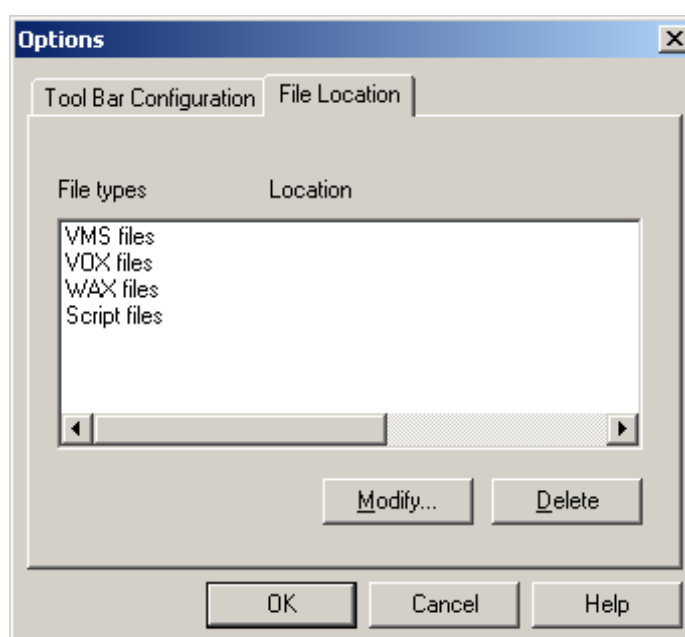 Options
Tool Bar Configuration File Location
File types Location
VMS files
VOX files
WAX files
Script files
Modify... Delete
OK Cancel Help